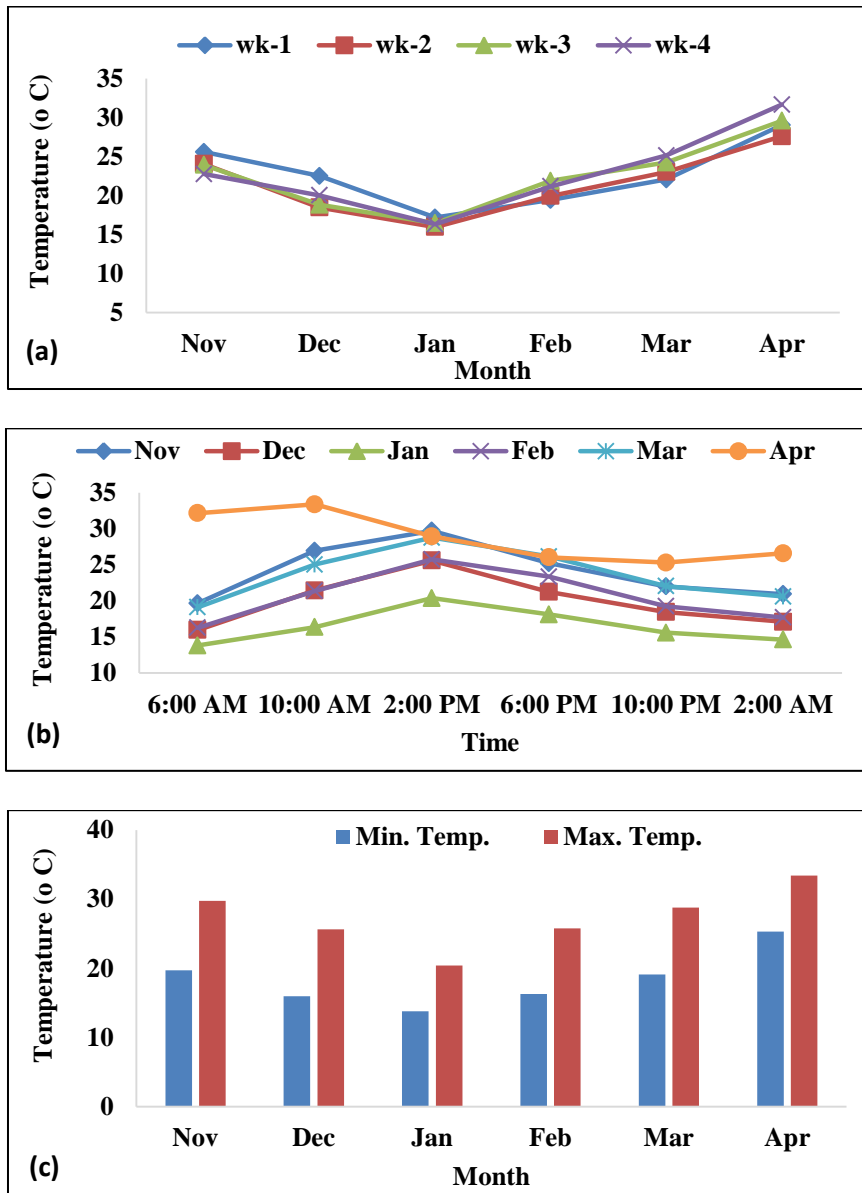 wk-1 wk-2 wk-3 wk-4
Temperature (o C)
35
30
25
20
15
10
5
Nov Dec Jan Feb Mar Apr
Month
(a)
Nov Dec Jan Feb Mar Apr
Temperature (o C)
35
30
25
20
15
10
6:00 AM 10:00 AM 2:00 PM 6:00 PM 10:00 PM 2:00 AM
Time
(b)
Min. Temp. Max. Temp.
Temperature (o C)
40
30
20
10
0
Nov Dec Jan Feb Mar Apr
Month
(c)